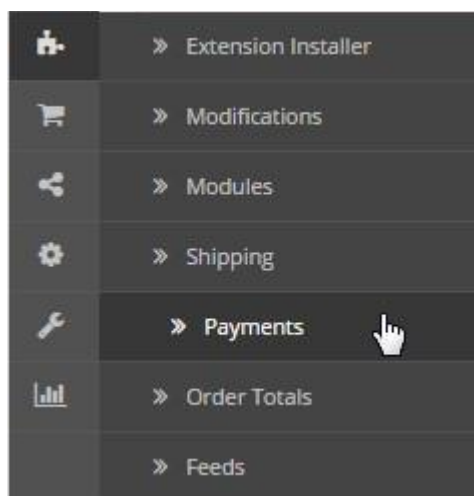 » Extension Installer
» Modifications
» Modules
» Shipping
» Payments
» Order Totals
» Feeds